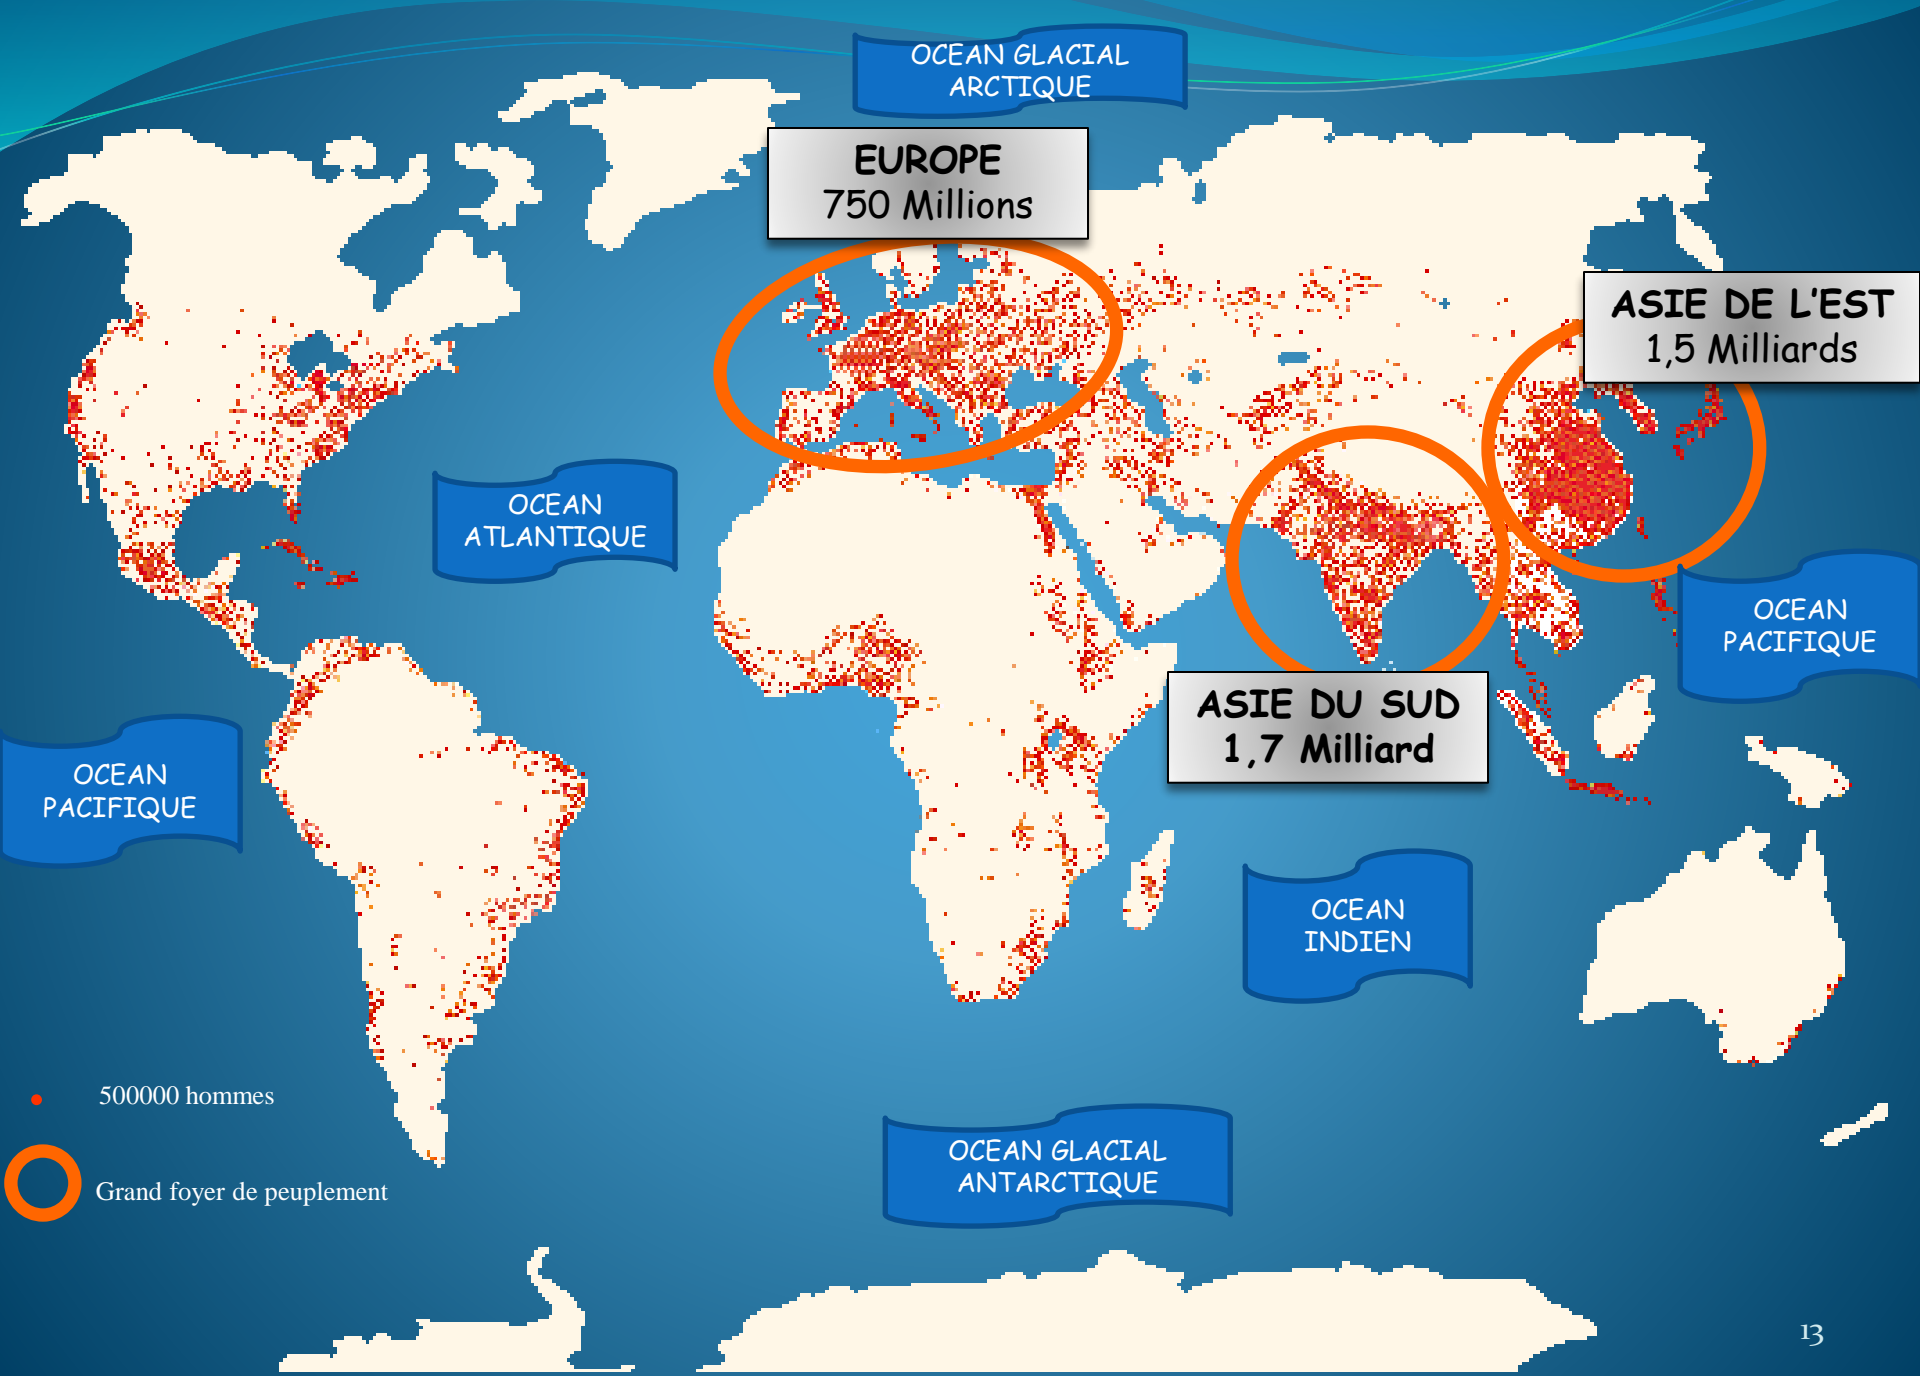 OCEAN GLACIAL
ARCTIQUE
EUROPE
750 Millions
ASIE DE L'EST
1,5 Milliards
OCEAN
ATLANTIQUE
OCEAN
PACIFIQUE
ASIE DU SUD
1,7 Milliard
OCEAN
PACIFIQUE
OCEAN
INDIEN
500000 hommes
OCEAN GLACIAL
ANTARCTIQUE
Grand foyer de peuplement
13